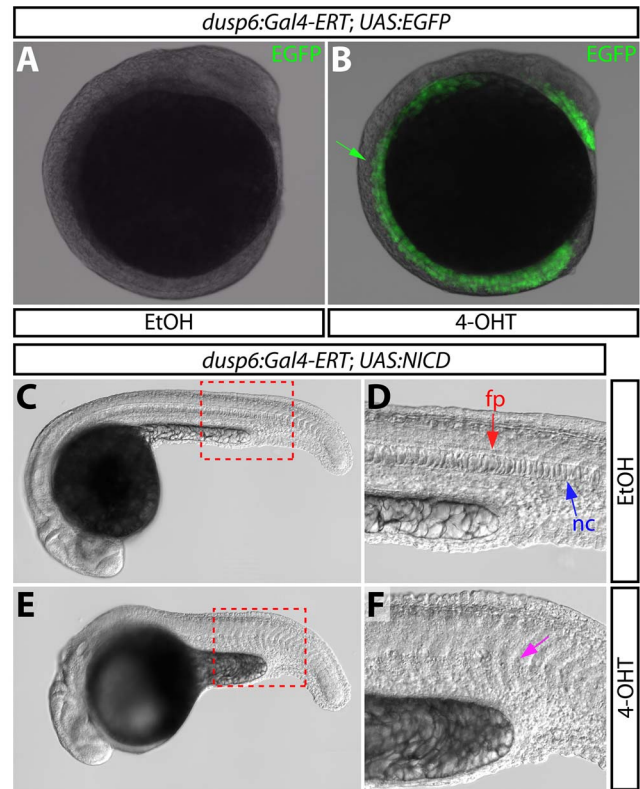 dusp6:Gal4-ERT; UAS:EGFP
A EGFP
B EGFP
EtOH
4-OHT
dusp6:Gal4-ERT; UAS:NICD
C
D
fp
nc
EtOH
E
F
4-OHT